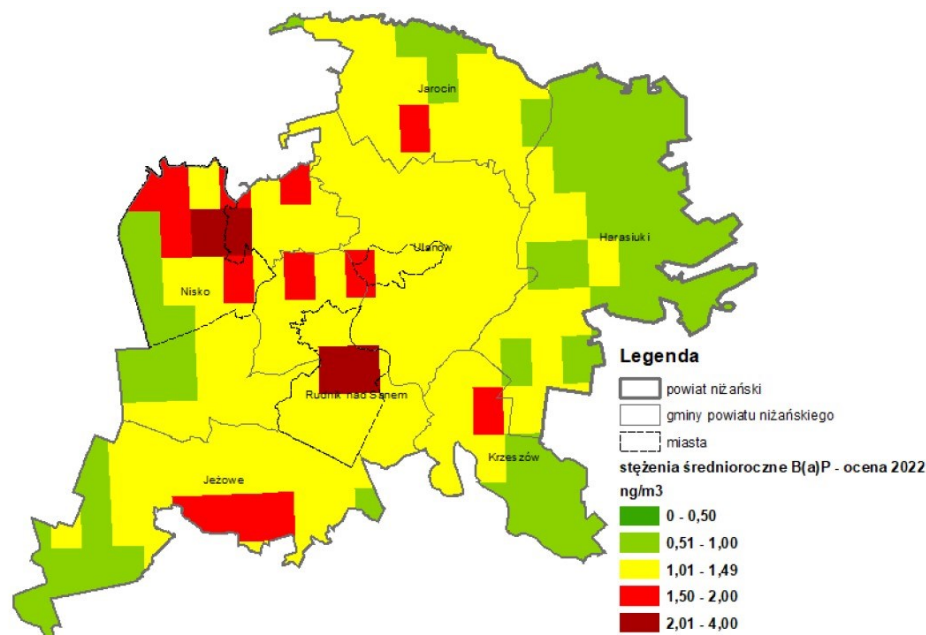 Jarocin
Harasiuki
Ulanów
Nisko
Rudnik nad Sanem
Krzeszów
Jeżowe
Legenda
powiat niżański
gminy powiatu niżańskiego
miasta
stężenia średnioroczne B(a)P - ocena 2022
ng/m3
0 - 0,50
0,51 - 1,00
1,01 - 1,49
1,50 - 2,00
2,01 - 4,00